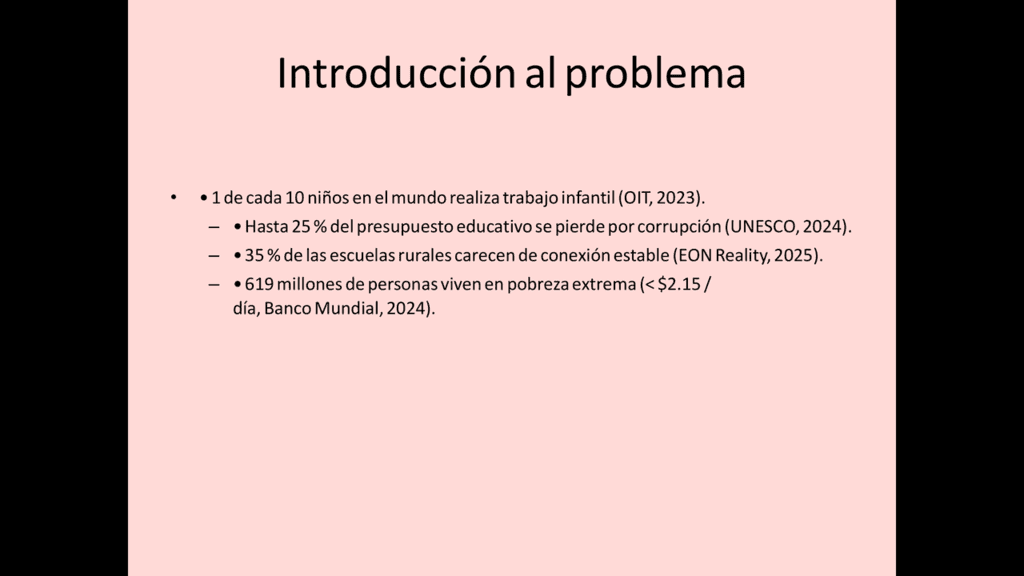 Introducción al problema
• • 1 de cada 10 niños en el mundo realiza trabajo infantil (OIT, 2023).
– • Hasta 25 % del presupuesto educativo se pierde por corrupción (UNESCO, 2024).
– • 35 % de las escuelas rurales carecen de conexión estable (EON Reality, 2025).
– • 619 millones de personas viven en pobreza extrema (< $2.15 /
día, Banco Mundial, 2024).